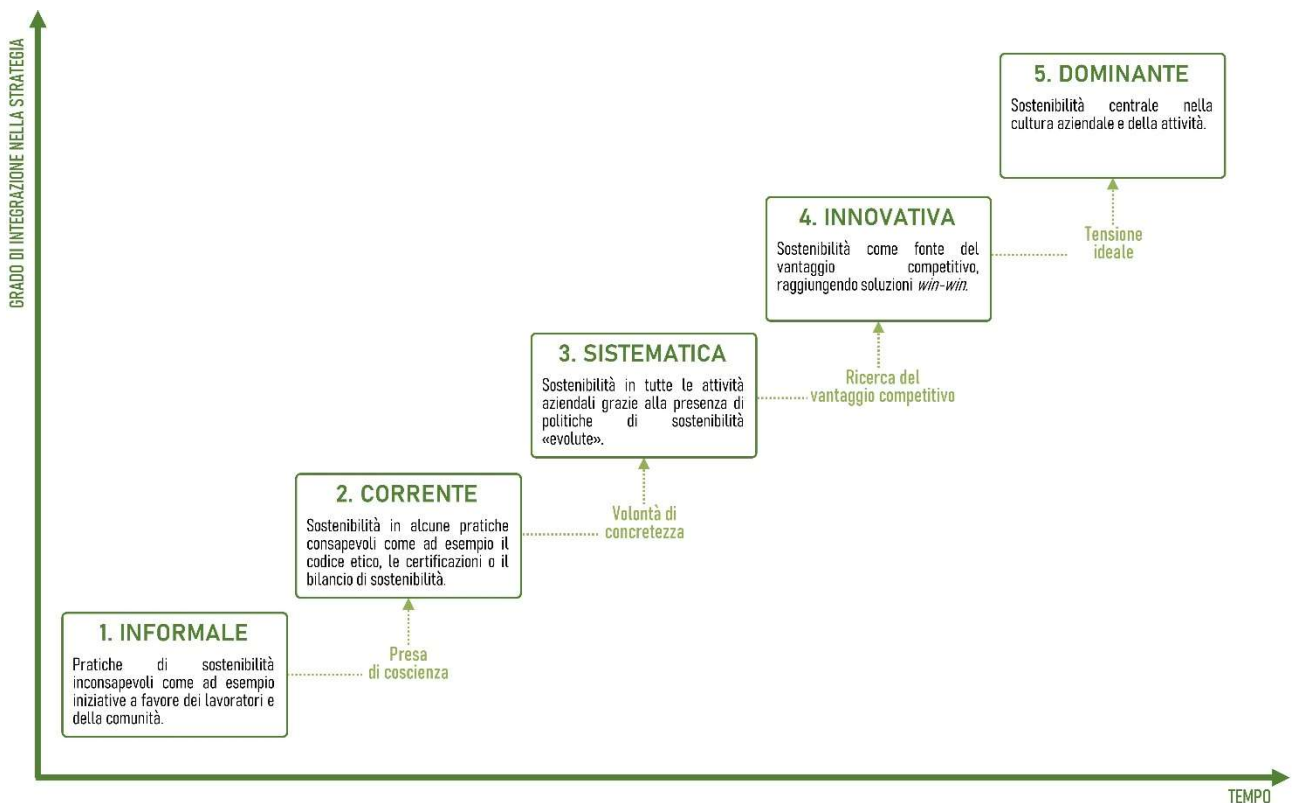 GRADO DI INTEGRAZIONE NELLA STRATEGIA
5. DOMINANTE
Sostenibilità centrale nella
cultura aziendale e della attività.
Tensione
ideale
4. INNOVATIVA
Sostenibilità come fonte del
vantaggio competitivo,
raggiungendo soluzioni win-win.
Ricerca del
vantaggio competitivo
3. SISTEMATICA
Sostenibilità in tutte le attività
aziendali grazie alla presenza di
politiche di sostenibilità
«evolute».
Volontà di
concretezza
2. CORRENTE
Sostenibilità in alcune pratiche
consapevoli come ad esempio il
codice etico, le certificazioni o il
bilancio di sostenibilità.
Presa
di coscienza
1. INFORMALE
Pratiche di sostenibilità
inconsapevoli come ad esempio
iniziative a favore dei lavoratori e
della comunità.
TEMPO